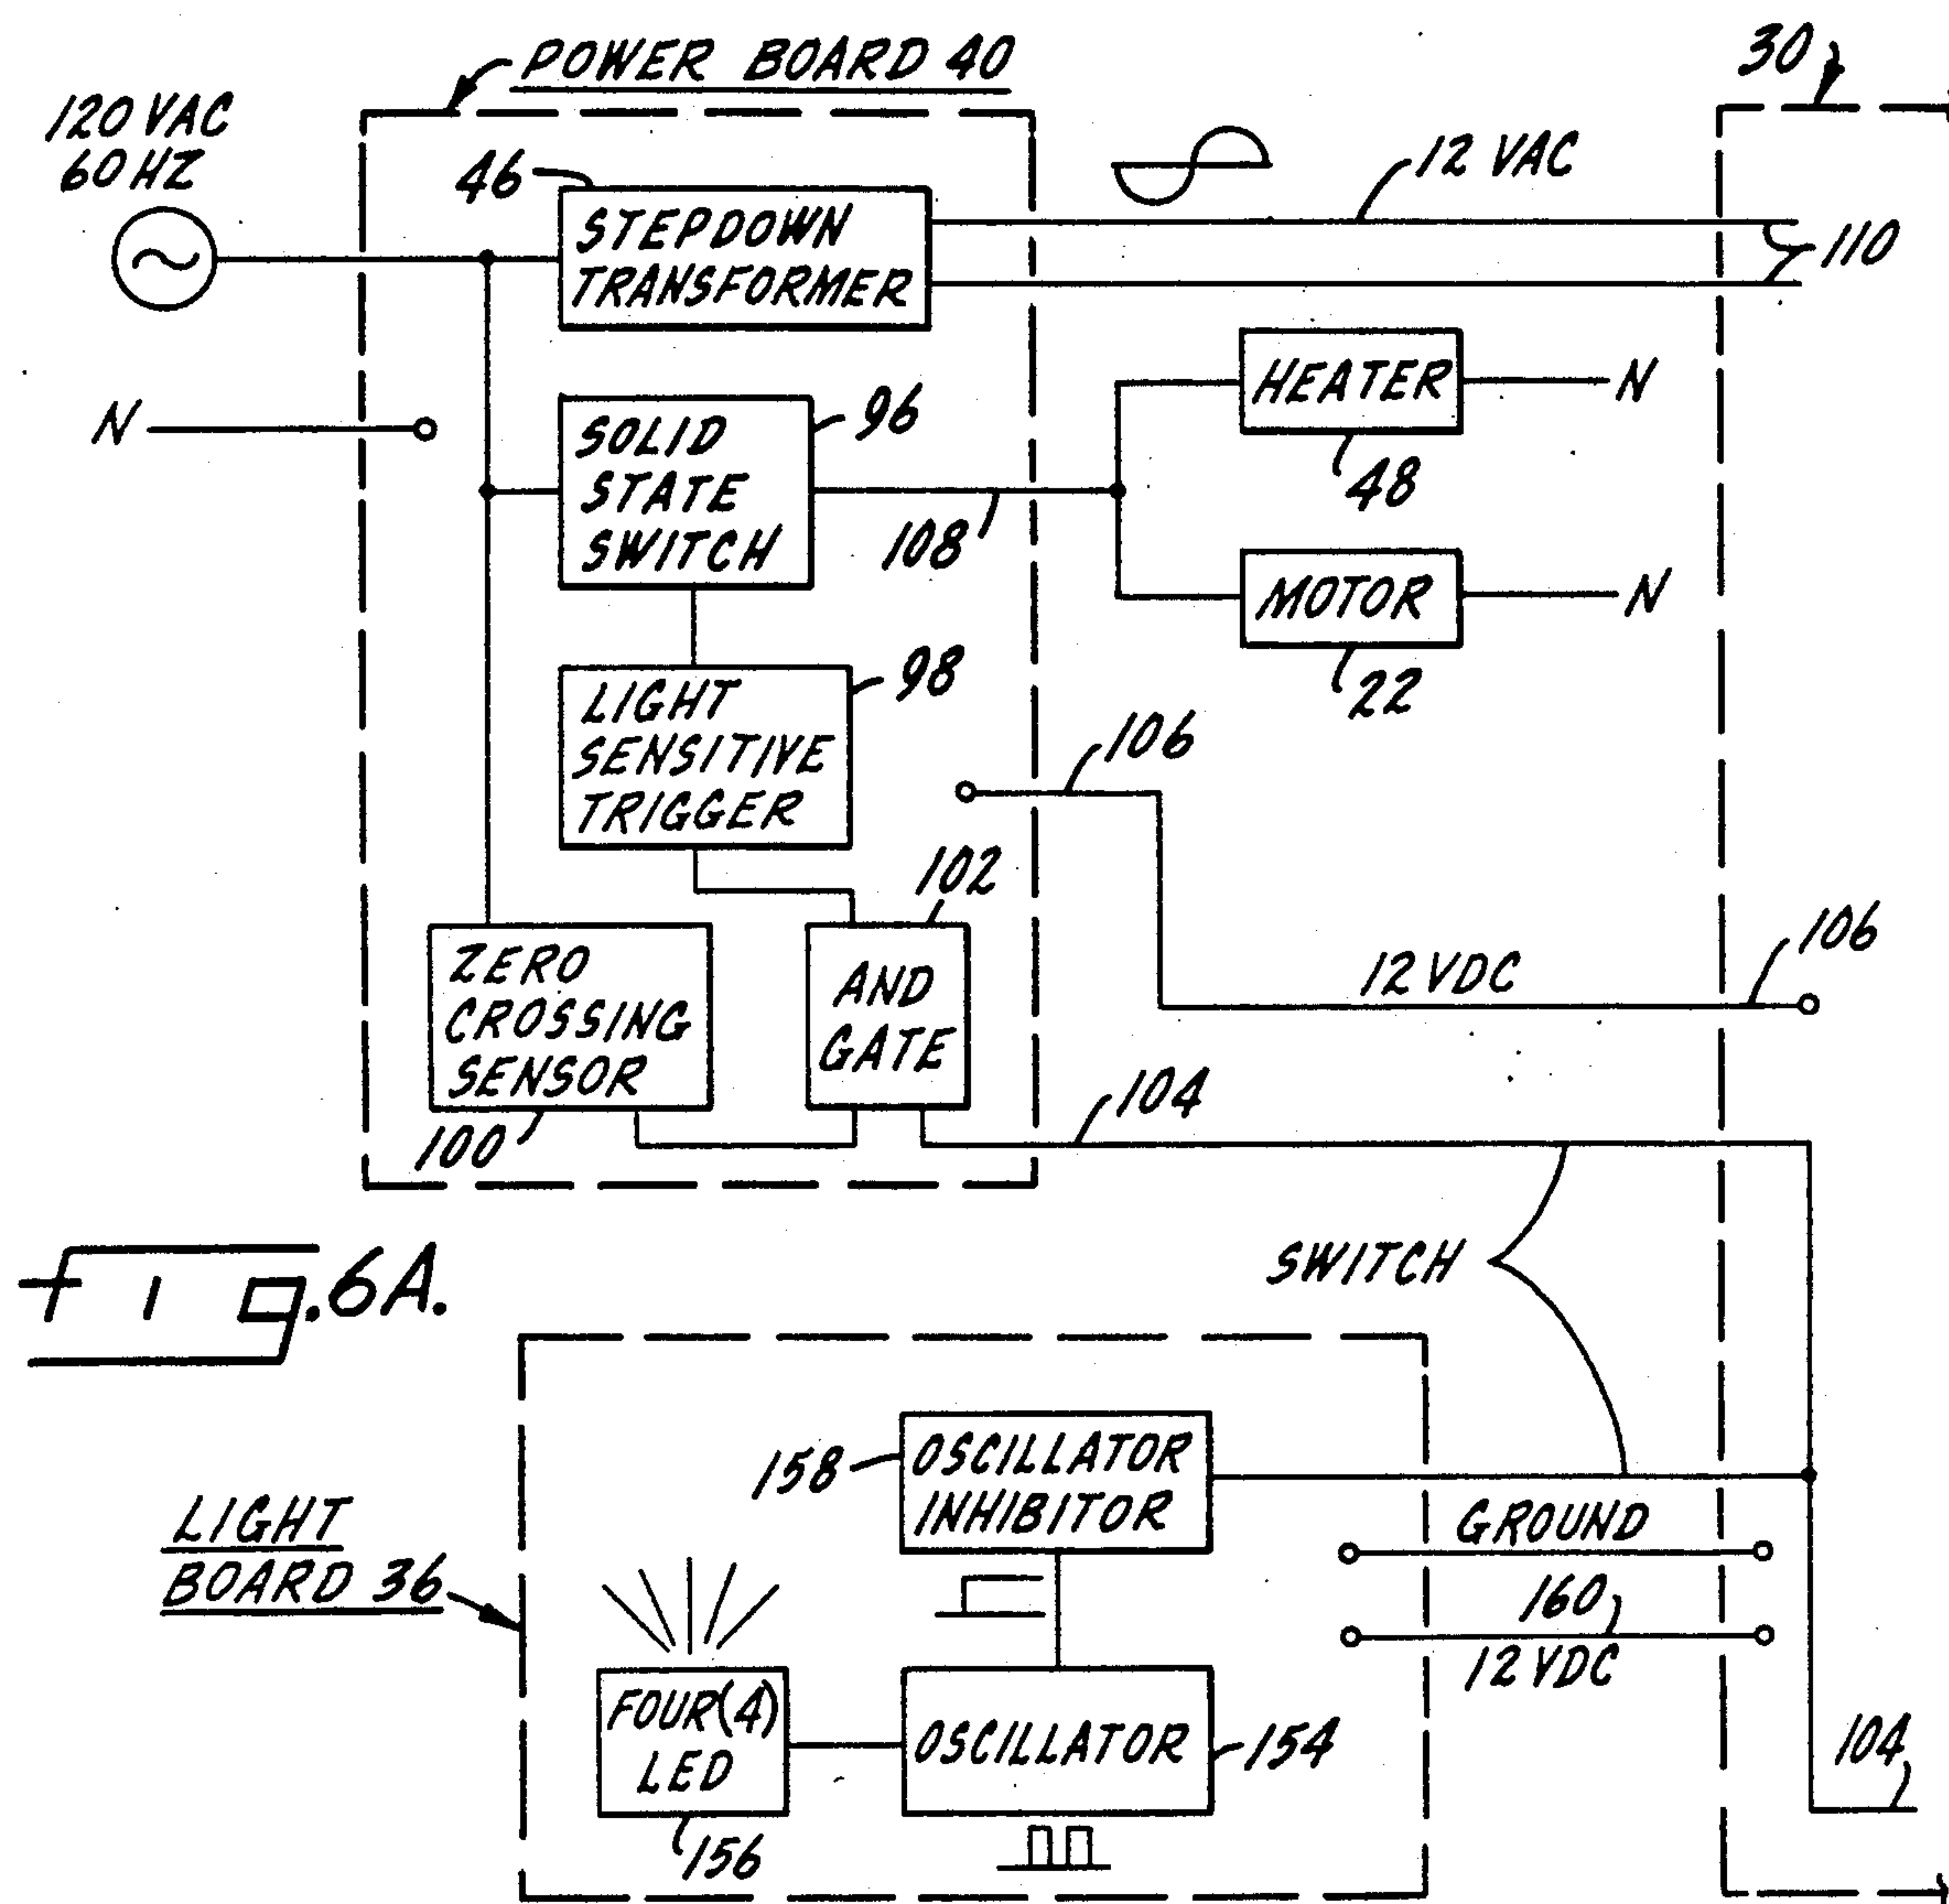 POWER BOARD 40
30
120 VAC
60 HZ
46
STEPDOWN
TRANSFORMER
12 VAC
110
N
SOLID
STATE
SWITCH
96
108
HEATER
N
48
MOTOR
N
22
LIGHT
SENSITIVE
TRIGGER
98
106
102
ZERO
CROSSING
SENSOR
100
AND
GATE
12 VDC
106
104
SWITCH
Fig. 6A.
LIGHT
BOARD 36
158
OSCILLATOR
INHIBITOR
GROUND
160
12 VDC
FOUR (4)
LED
156
OSCILLATOR
154
104